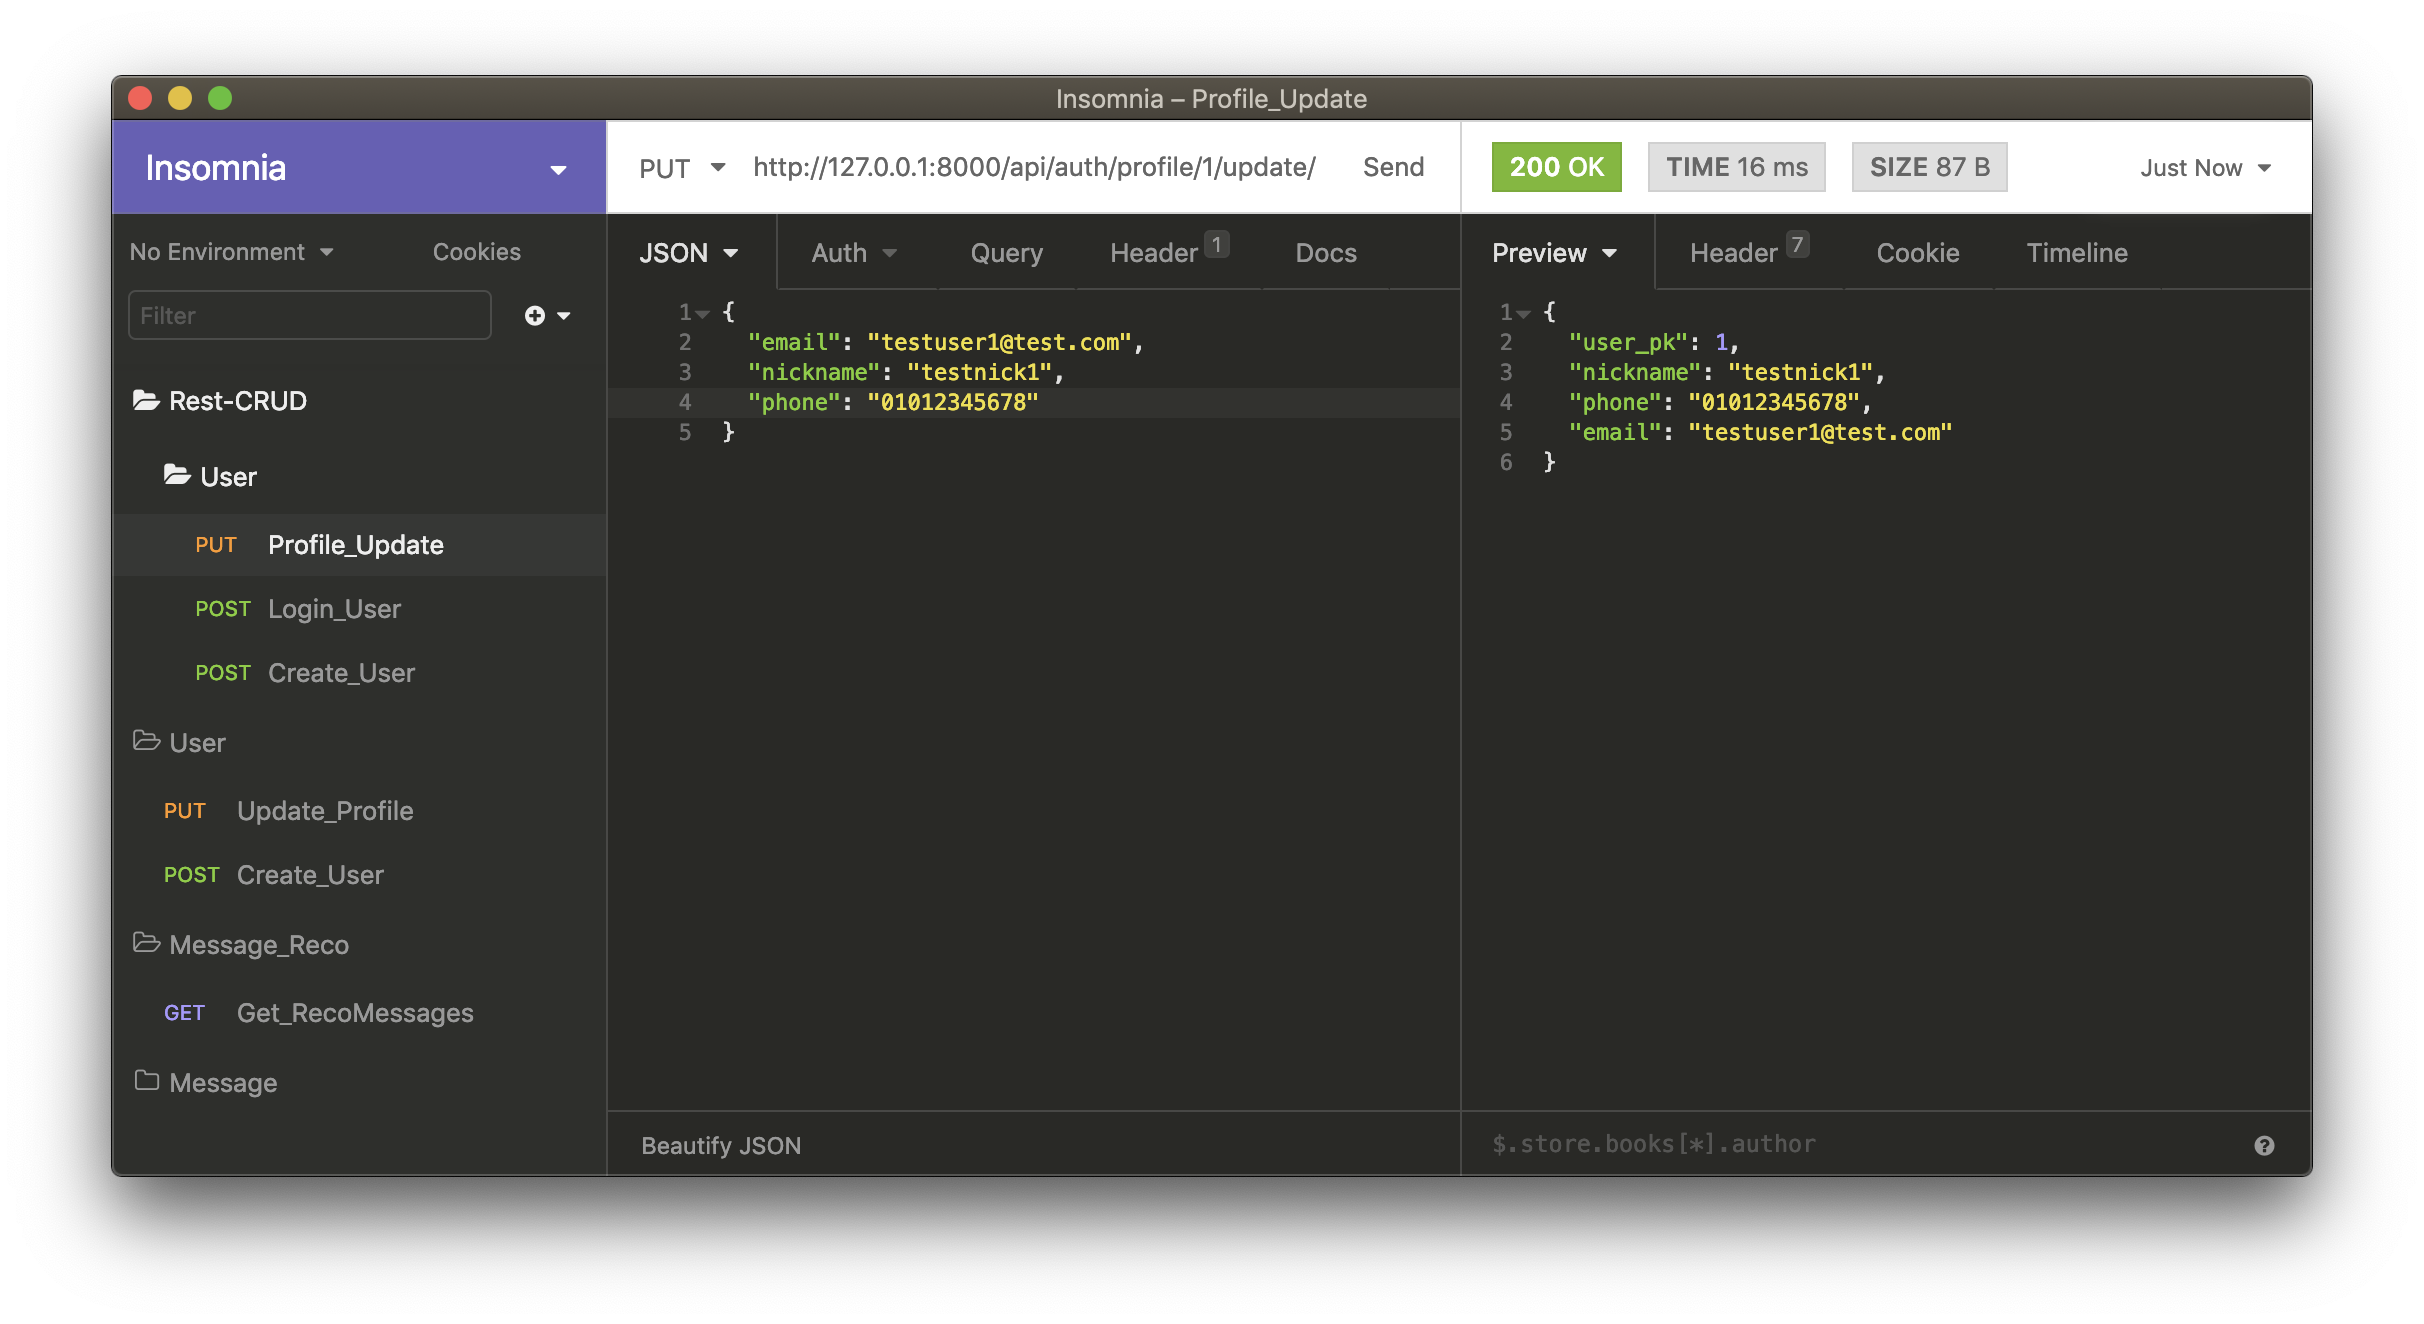 Insomnia – Profile_Update
Insomnia
PUT http://127.0.0.1:8000/api/auth/profile/1/update/ Send
200 OK TIME 16 ms SIZE 87 B Just Now
No Environment Cookies
Filter
Rest-CRUD
User
PUT Profile_Update
POST Login_User
POST Create_User
User
PUT Update_Profile
POST Create_User
Message_Reco
GET Get_RecoMessages
Message
JSON Auth Query Header 1 Docs
1 {
2 "email": "testuser1@test.com",
3 "nickname": "testnick1",
4 "phone": "01012345678"
5 }
Beautify JSON
Preview Header 7 Cookie Timeline
1 {
2 "user_pk": 1,
3 "nickname": "testnick1",
4 "phone": "01012345678",
5 "email": "testuser1@test.com"
6 }
$.store.books[*].author